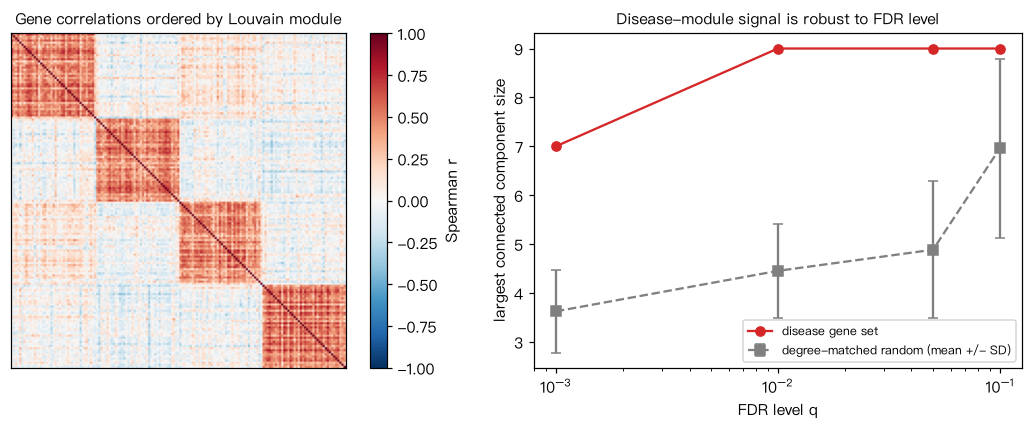 Gene correlations ordered by Louvain module
1.00
0.75
0.50
0.25
0.00
−0.25
−0.50
−0.75
−1.00
Spearman r
Disease−module signal is robust to FDR level
largest connected component size
9
8
7
6
5
4
3
disease gene set
degree−matched random (mean +/− SD)
10⁻³
10⁻²
10⁻¹
FDR level q